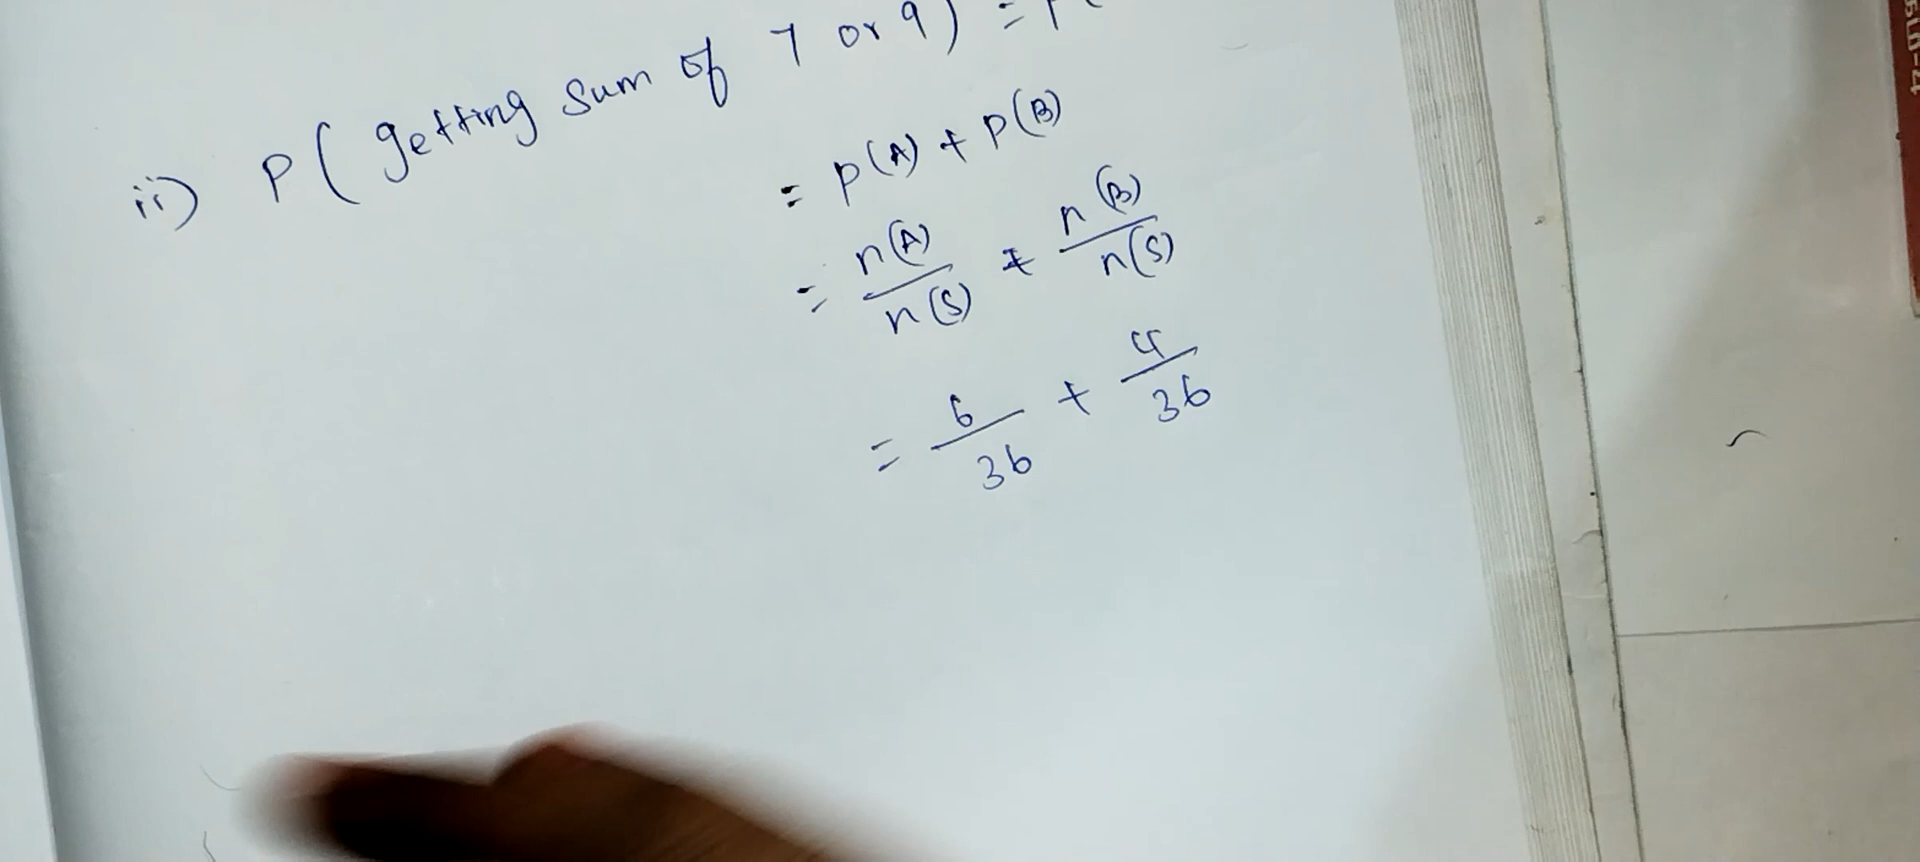 ii) P( getting sum of 7 or 9) = P(
= P(A) + P(B)
= n(A)/n(S) + n(B)/n(S)
= 6/36 + 4/36